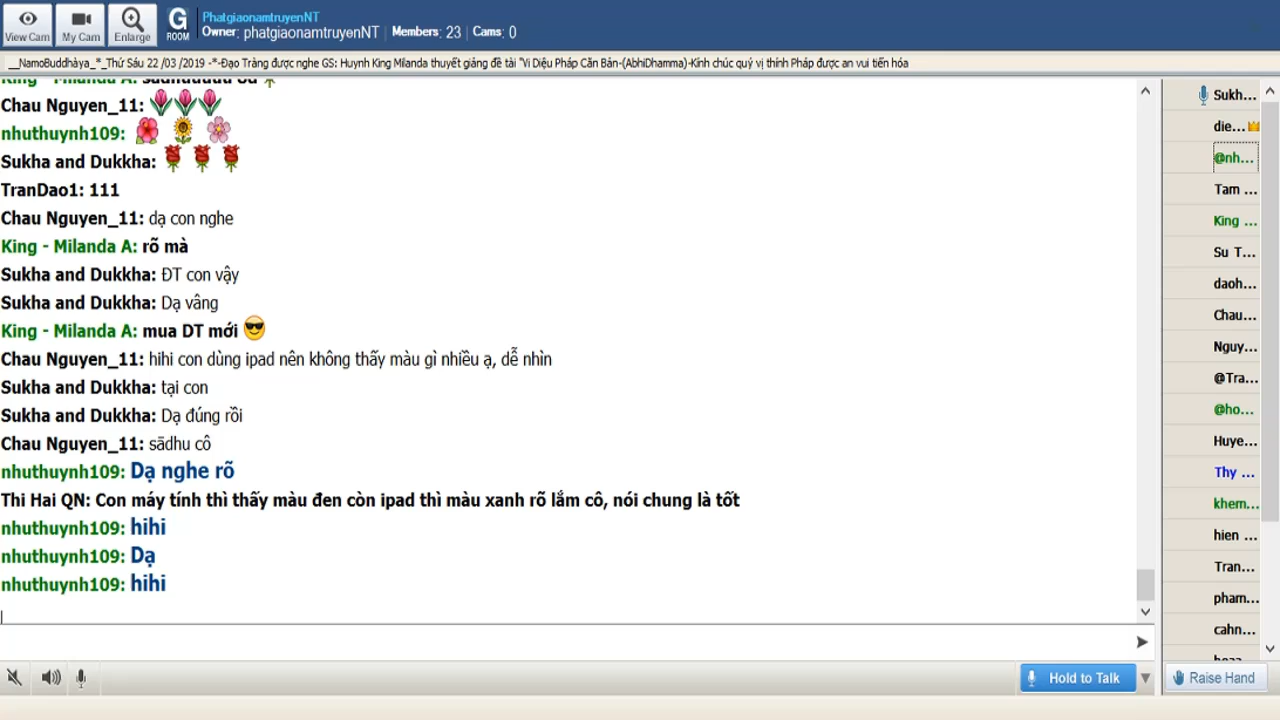 View Cam
My Cam
Enlarge
G
ROOM
PhatgiaonamtruyenNT
Owner: phatgiaonamtruyenNT | Members: 23 | Cams: 0
__NamoBuddhàya_*_Thứ Sáu 22 /03 /2019 -*-Đạo Tràng được nghe GS: Huynh King Milanda thuyết giảng đề tài "Vi Diệu Pháp Căn Bản-(AbhiDhamma)-Kính chúc quý vị thính Pháp được an vui tiến hóa
King - Milanda A:
Chau Nguyen_11:
nhuthuynh109:
Sukha and Dukkha:
TranDao1: 111
Chau Nguyen_11: dạ con nghe
King - Milanda A: rõ mà
Sukha and Dukkha: ĐT con vậy
Sukha and Dukkha: Dạ vâng
King - Milanda A: mua DT mới
Chau Nguyen_11: hihi con dùng ipad nên không thấy màu gì nhiều ạ, dễ nhìn
Sukha and Dukkha: tại con
Sukha and Dukkha: Dạ đúng rồi
Chau Nguyen_11: sādhu cô
nhuthuynh109: Dạ nghe rõ
Thi Hai QN: Con máy tính thì thấy màu đen còn ipad thì màu xanh rõ lắm cô, nói chung là tốt
nhuthuynh109: hihi
nhuthuynh109: Dạ
nhuthuynh109: hihi
Sukh...
die...
@nh...
Tam ...
King ...
Su T...
daoh...
Chau...
Nguy...
@Tra...
@ho...
Huye...
Thy ...
khem...
hien ...
Tran...
pham...
cahn...
Hold to Talk
Raise Hand